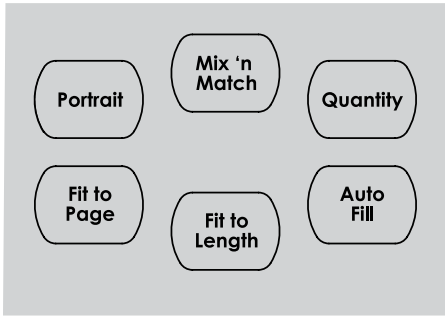 Portrait
Mix ‘n
Match
Quantity
Fit to
Page
Fit to
Length
Auto
Fill